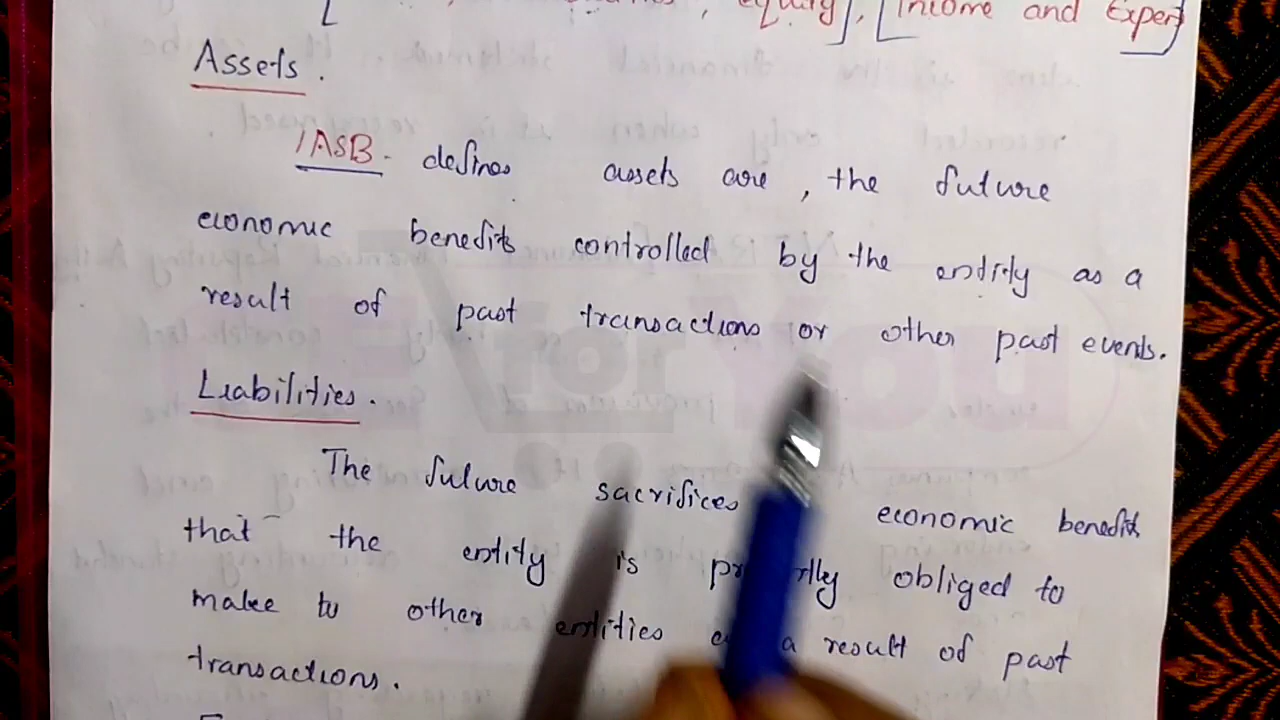 equity], [Income and Expen]
Assets.
IASB. defines assets are, the future
economic benefits controlled by the entity as a
result of past transactions or other past events.
Liabilities.
The future sacrifices economic benefits
that the entity is obliged to
make to other entities a result of past
transactions.
for You